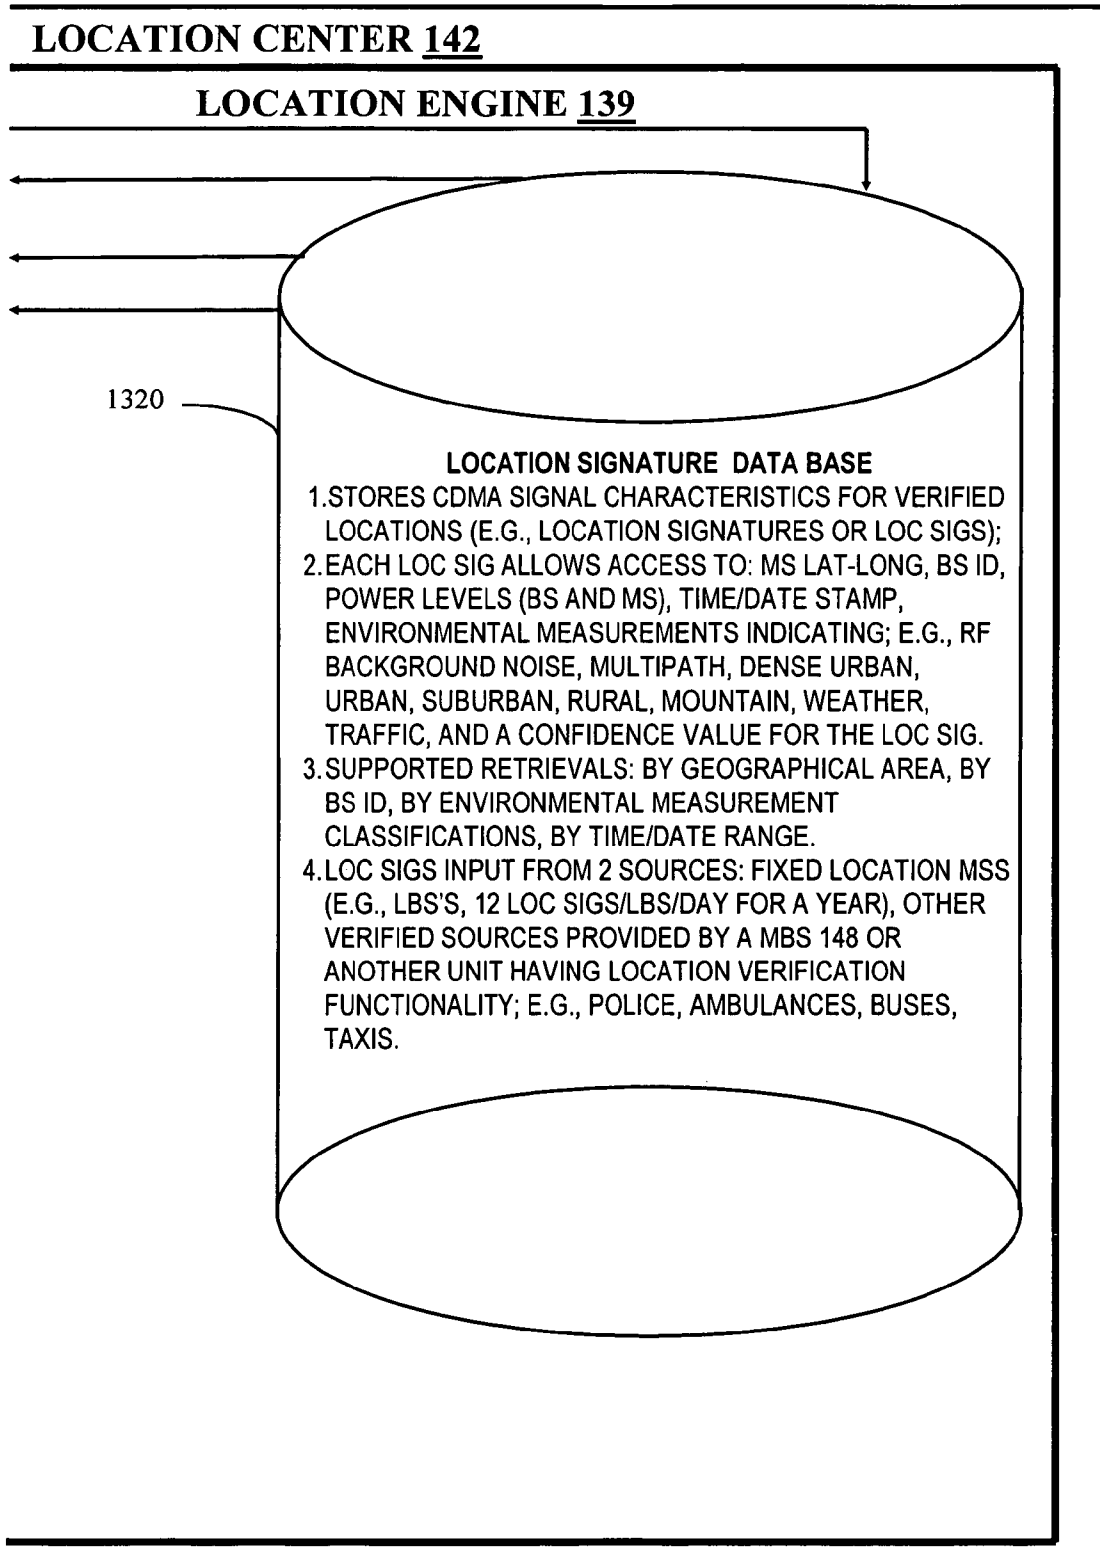 LOCATION CENTER 142
LOCATION ENGINE 139
1320
LOCATION SIGNATURE DATA BASE
1.STORES CDMA SIGNAL CHARACTERISTICS FOR VERIFIED
LOCATIONS (E.G., LOCATION SIGNATURES OR LOC SIGS);
2.EACH LOC SIG ALLOWS ACCESS TO: MS LAT-LONG, BS ID,
POWER LEVELS (BS AND MS), TIME/DATE STAMP,
ENVIRONMENTAL MEASUREMENTS INDICATING; E.G., RF
BACKGROUND NOISE, MULTIPATH, DENSE URBAN,
URBAN, SUBURBAN, RURAL, MOUNTAIN, WEATHER,
TRAFFIC, AND A CONFIDENCE VALUE FOR THE LOC SIG.
3.SUPPORTED RETRIEVALS: BY GEOGRAPHICAL AREA, BY
BS ID, BY ENVIRONMENTAL MEASUREMENT
CLASSIFICATIONS, BY TIME/DATE RANGE.
4.LOC SIGS INPUT FROM 2 SOURCES: FIXED LOCATION MSS
(E.G., LBS'S, 12 LOC SIGS/LBS/DAY FOR A YEAR), OTHER
VERIFIED SOURCES PROVIDED BY A MBS 148 OR
ANOTHER UNIT HAVING LOCATION VERIFICATION
FUNCTIONALITY; E.G., POLICE, AMBULANCES, BUSES,
TAXIS.